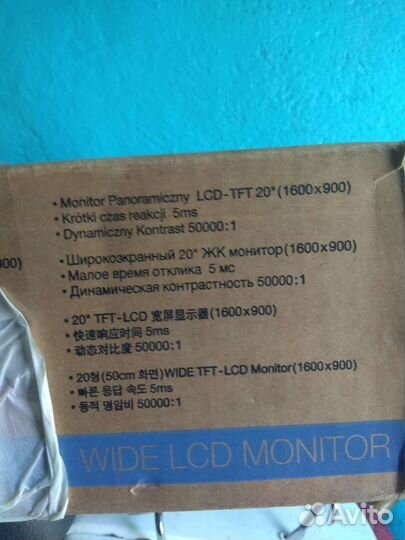 • Monitor Panoramiczny LCD-TFT 20"(1600x900)
• Krótki czas reakcji 5ms
• Dynamiczny Kontrast 50000:1
900)
• Широкоэкранный 20" ЖК монитор(1600x900)
• Малое время отклика 5 мс
• Динамическая контрастность 50000:1
• 20" TFT-LCD 宽屏显示器(1600x900)
• 快速响应时间 5ms
• 动态对比度 50000:1
• 20형(50cm 화면)WIDE TFT-LCD Monitor(1600x900)
• 빠른 응답 속도 5ms
• 동적 명암비 50000:1
WIDE LCD MONITOR
Avito